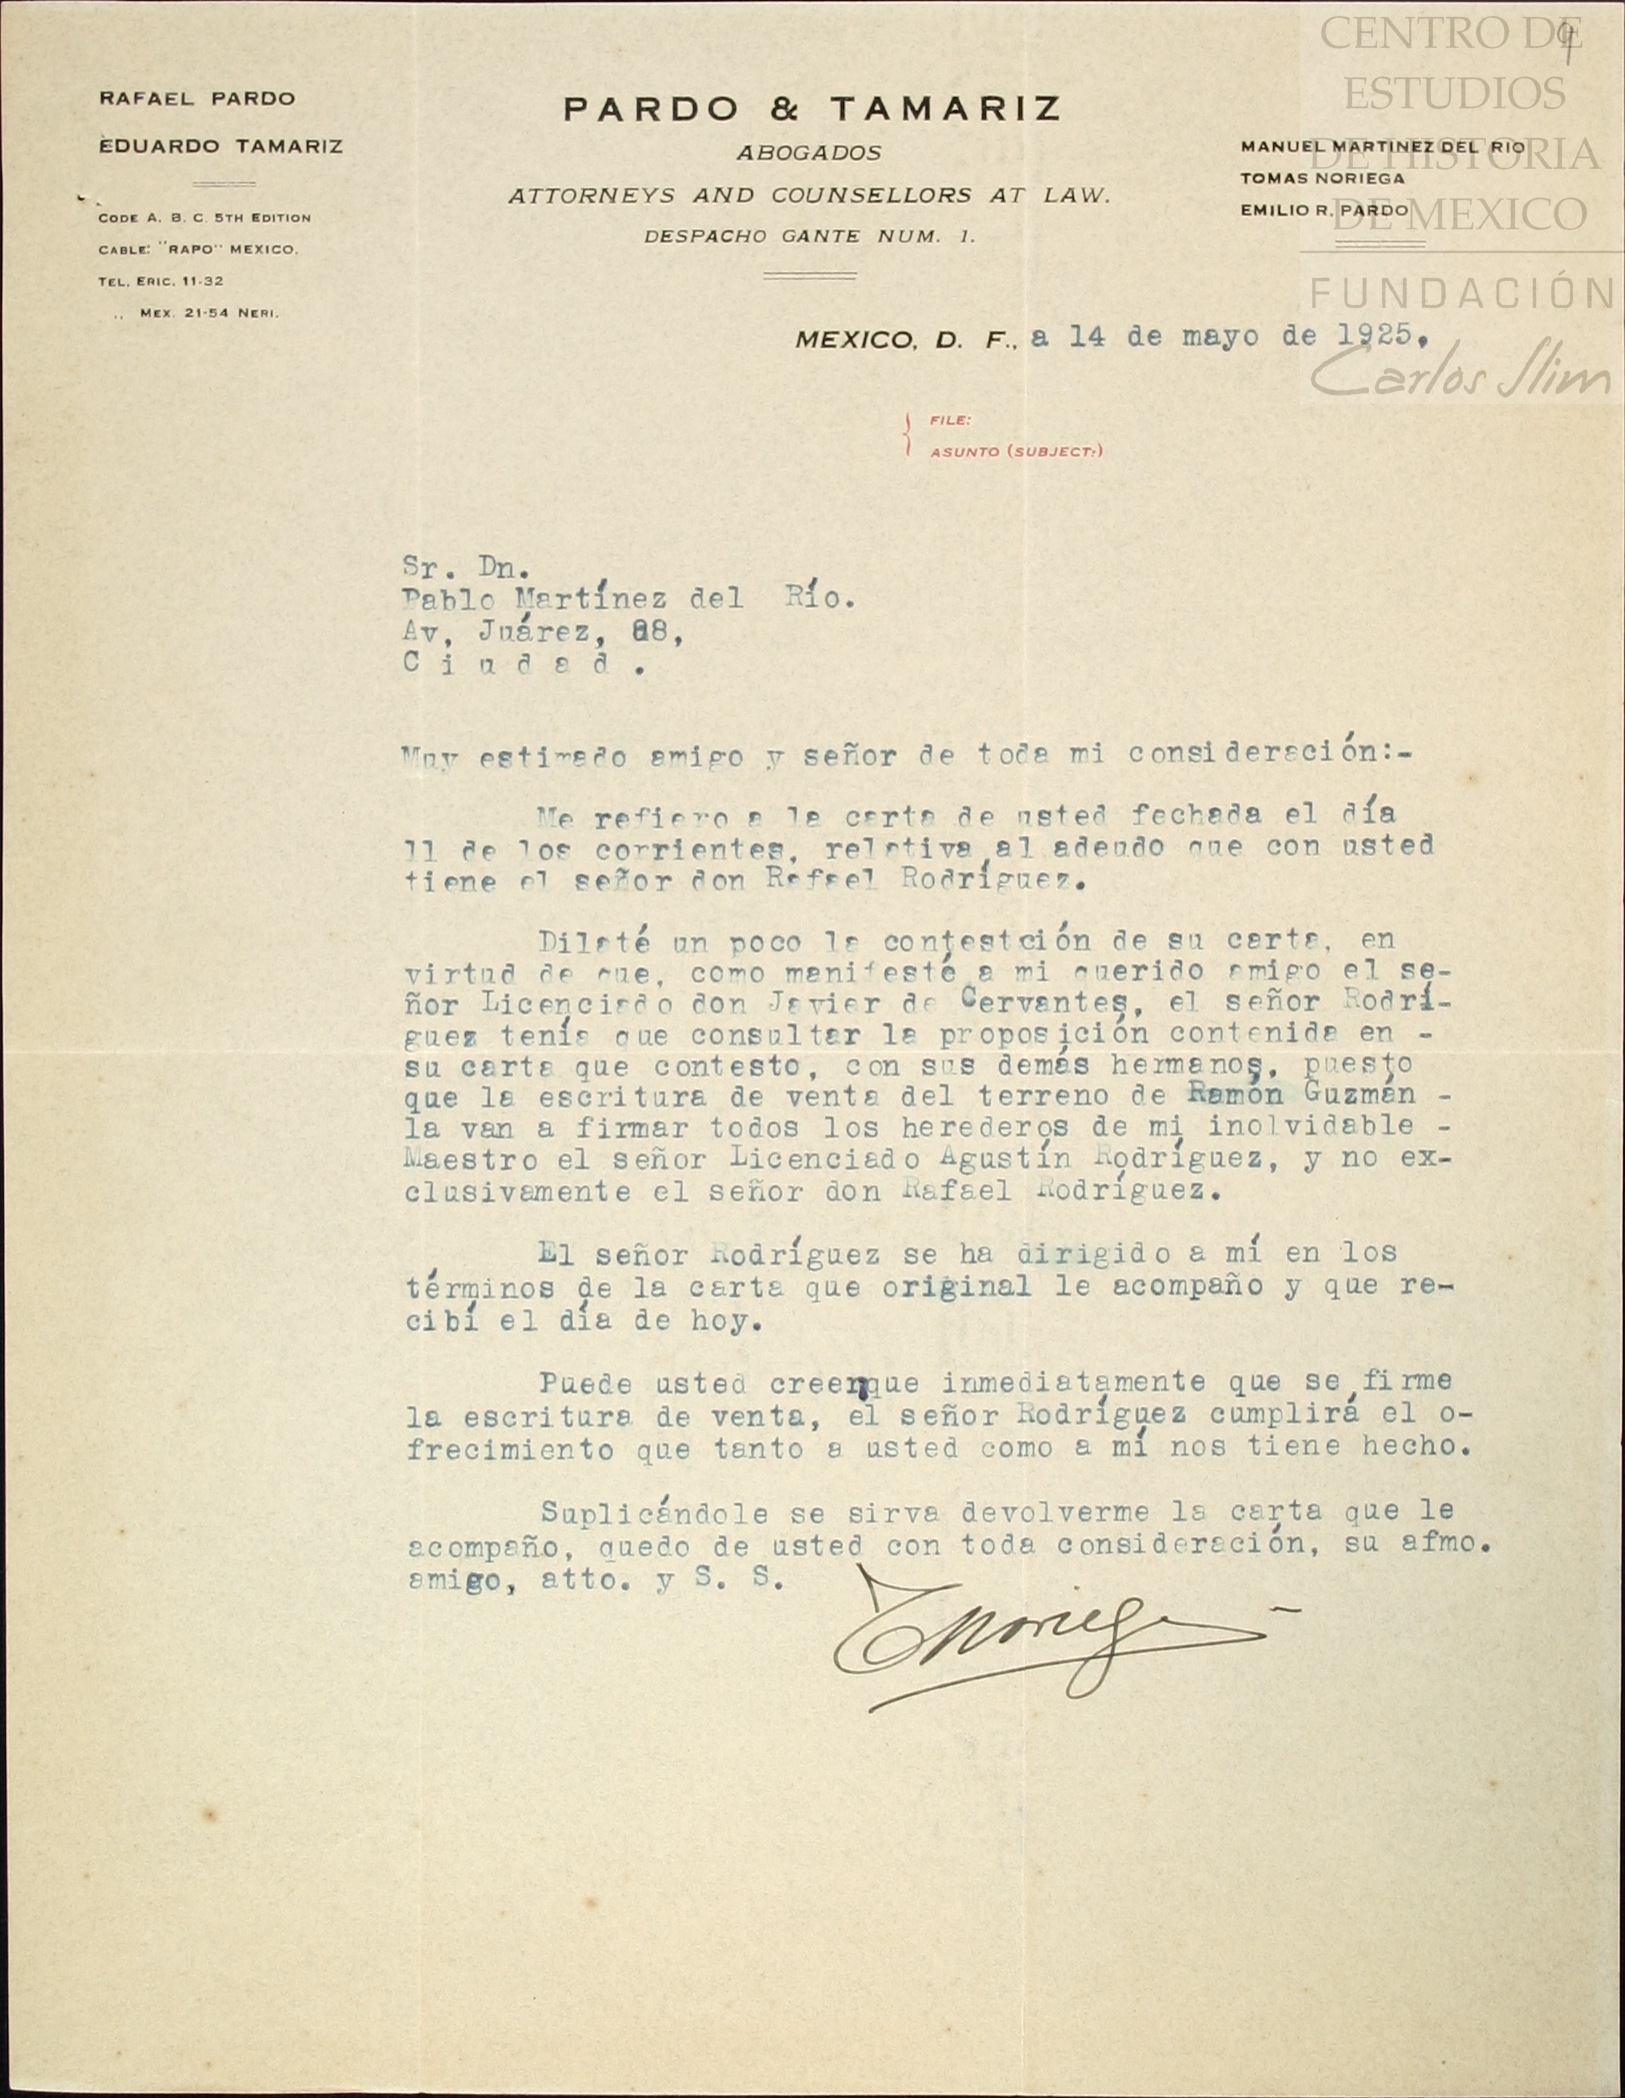 CENTRO DE
ESTUDIOS
DE HISTORIA
DE MEXICO
FUNDACIÓN
Carlos Slim
9
RAFAEL PARDO
EDUARDO TAMARIZ
CODE A. B. C. 5TH EDITION
CABLE: "RAPO" MEXICO.
TEL. ERIC. 11-32
,, MEX. 21-54 NERI.
PARDO & TAMARIZ
ABOGADOS
ATTORNEYS AND COUNSELLORS AT LAW.
DESPACHO GANTE NUM. 1.
MANUEL MARTINEZ DEL RIO
TOMAS NORIEGA
EMILIO R. PARDO
MEXICO, D. F., a 14 de mayo de 1925.
FILE:
ASUNTO (SUBJECT:)
Sr. Dn.
Pablo Martínez del Río.
Av. Juárez, 88,
C i u d a d .
Muy estimado amigo y señor de toda mi consideración:-
Me refiero a la carta de usted fechada el día
11 de los corrientes, relativa al adeudo que con usted
tiene el señor don Rafael Rodríguez.
Dilaté un poco la contestción de su carta, en
virtud de que, como manifesté a mi querido amigo el se-
ñor Licenciado don Javier de Cervantes, el señor Rodrí-
guez tenía que consultar la proposición contenida en -
su carta que contesto, con sus demás hermanos, puesto
que la escritura de venta del terreno de Ramón Guzmán -
la van a firmar todos los herederos de mi inolvidable -
Maestro el señor Licenciado Agustín Rodríguez, y no ex-
clusivamente el señor don Rafael Rodríguez.
El señor Rodríguez se ha dirigido a mí en los
términos de la carta que original le acompaño y que re-
cibí el día de hoy.
Puede usted creer que inmediatamente que se firme
la escritura de venta, el señor Rodríguez cumplirá el o-
frecimiento que tanto a usted como a mí nos tiene hecho.
Suplicándole se sirva devolverme la carta que le
acompaño, quedo de usted con toda consideración, su afmo.
amigo, atto. y S. S.
TNoriega